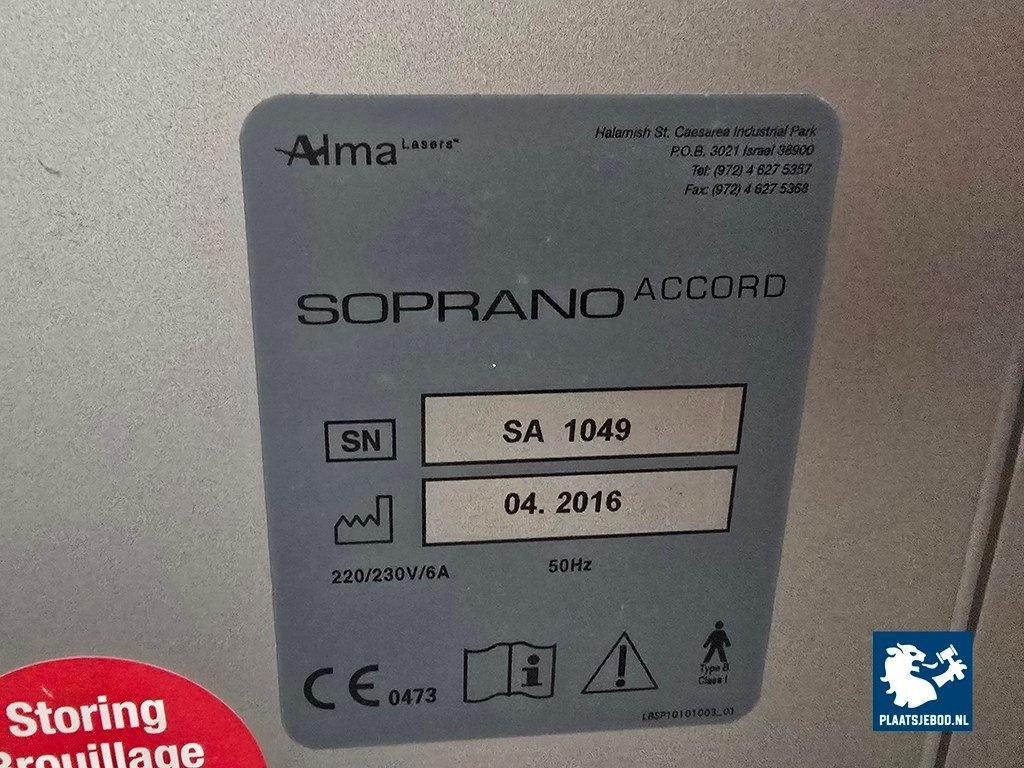 Alma Lasers™
Halamish St. Caesarea Industrial Park
P.O.B. 3021 Israel 38900
Tel: (972) 4 627 5357
Fax: (972) 4 627 5368
SOPRANO ACCORD
SN
SA 1049
04. 2016
220/230V/6A
50Hz
CE 0473
i
!
Type B
Class I
LBSP10101003_01
Storing
Brouillage
PLAATSJEBOD.NL